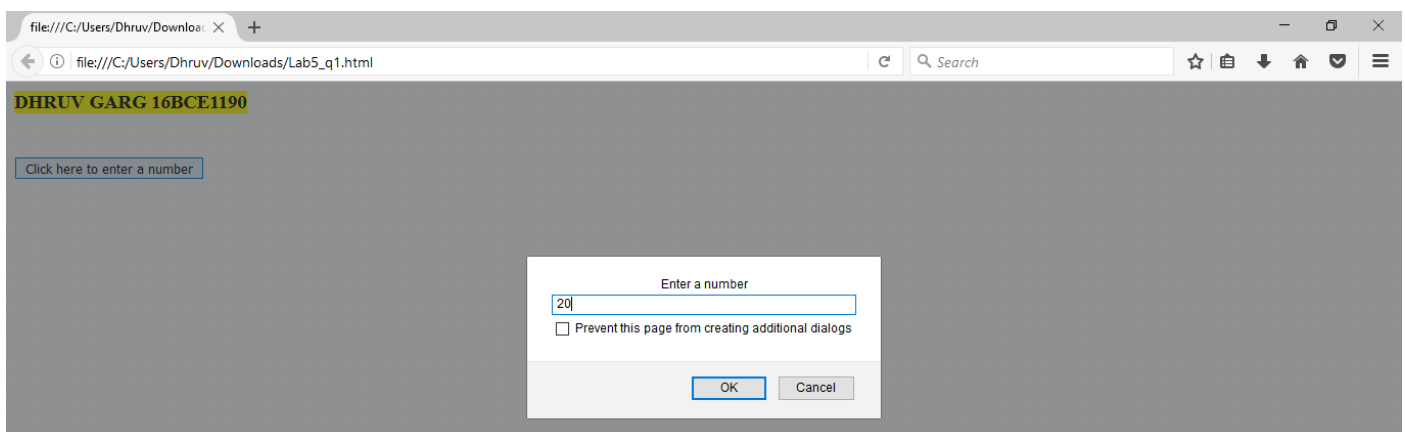 file:///C:/Users/Dhruv/Downloa
file:///C:/Users/Dhruv/Downloads/Lab5_q1.html
Search
DHRUV GARG 16BCE1190
Click here to enter a number
Enter a number
20
Prevent this page from creating additional dialogs
OK Cancel